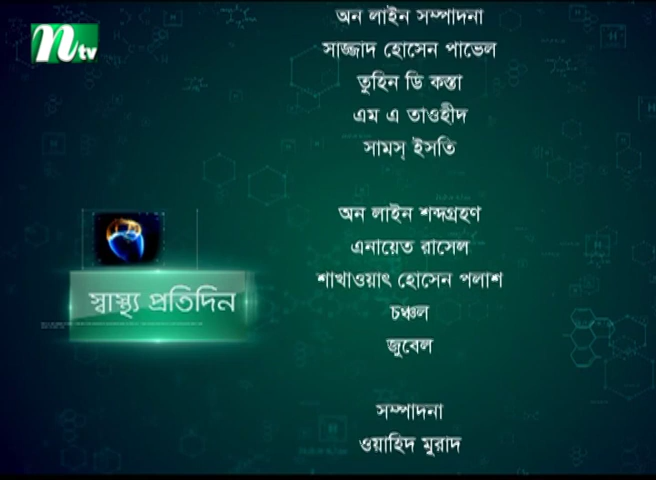 ntv
অন লাইন সম্পাদনা
সাজ্জাদ হোসেন পাভেল
তুহিন ডি কস্তা
এম এ তাওহীদ
সামস্ ইসতি
অন লাইন শব্দগ্রহণ
এনায়েত রাসেল
শাখাওয়াৎ হোসেন পলাশ
চঞ্চল
জুবেল
সম্পাদনা
ওয়াহিদ মুরাদ
স্বাস্থ্য প্রতিদিন